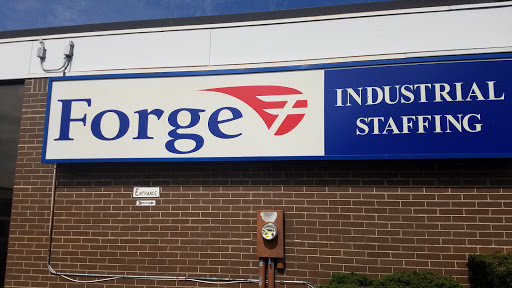 Forge
INDUSTRIAL
STAFFING
ENTRANCE